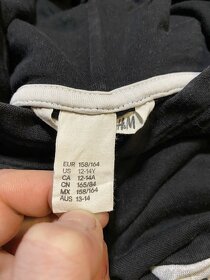 H&M
EUR 158/164
US 12-14Y
CA 12-14A
CN 165/84
MX 158/164
AUS 13-14